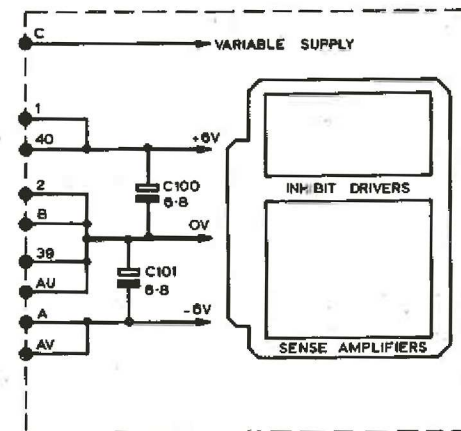 C
VARIABLE SUPPLY
1
40
+6V
2
C100
6·8
INHIBIT DRIVERS
B
0V
39
C101
6·8
AU
A
-6V
SENSE AMPLIFIERS
AV